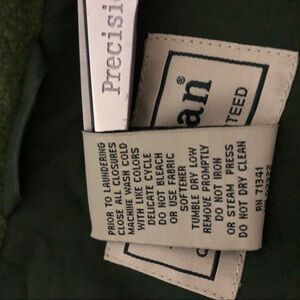 Precisi
an®
TEED
PRIOR TO LAUNDERING
CLOSE ALL CLOSURES
MACHINE WASH COLD
WITH LIKE COLORS
DELICATE CYCLE
DO NOT BLEACH
OR USE FABRIC
SOFTENER
TUMBLE DRY LOW
REMOVE PROMPTLY
DO NOT IRON
OR STEAM PRESS
DO NOT DRY CLEAN
RN 71341